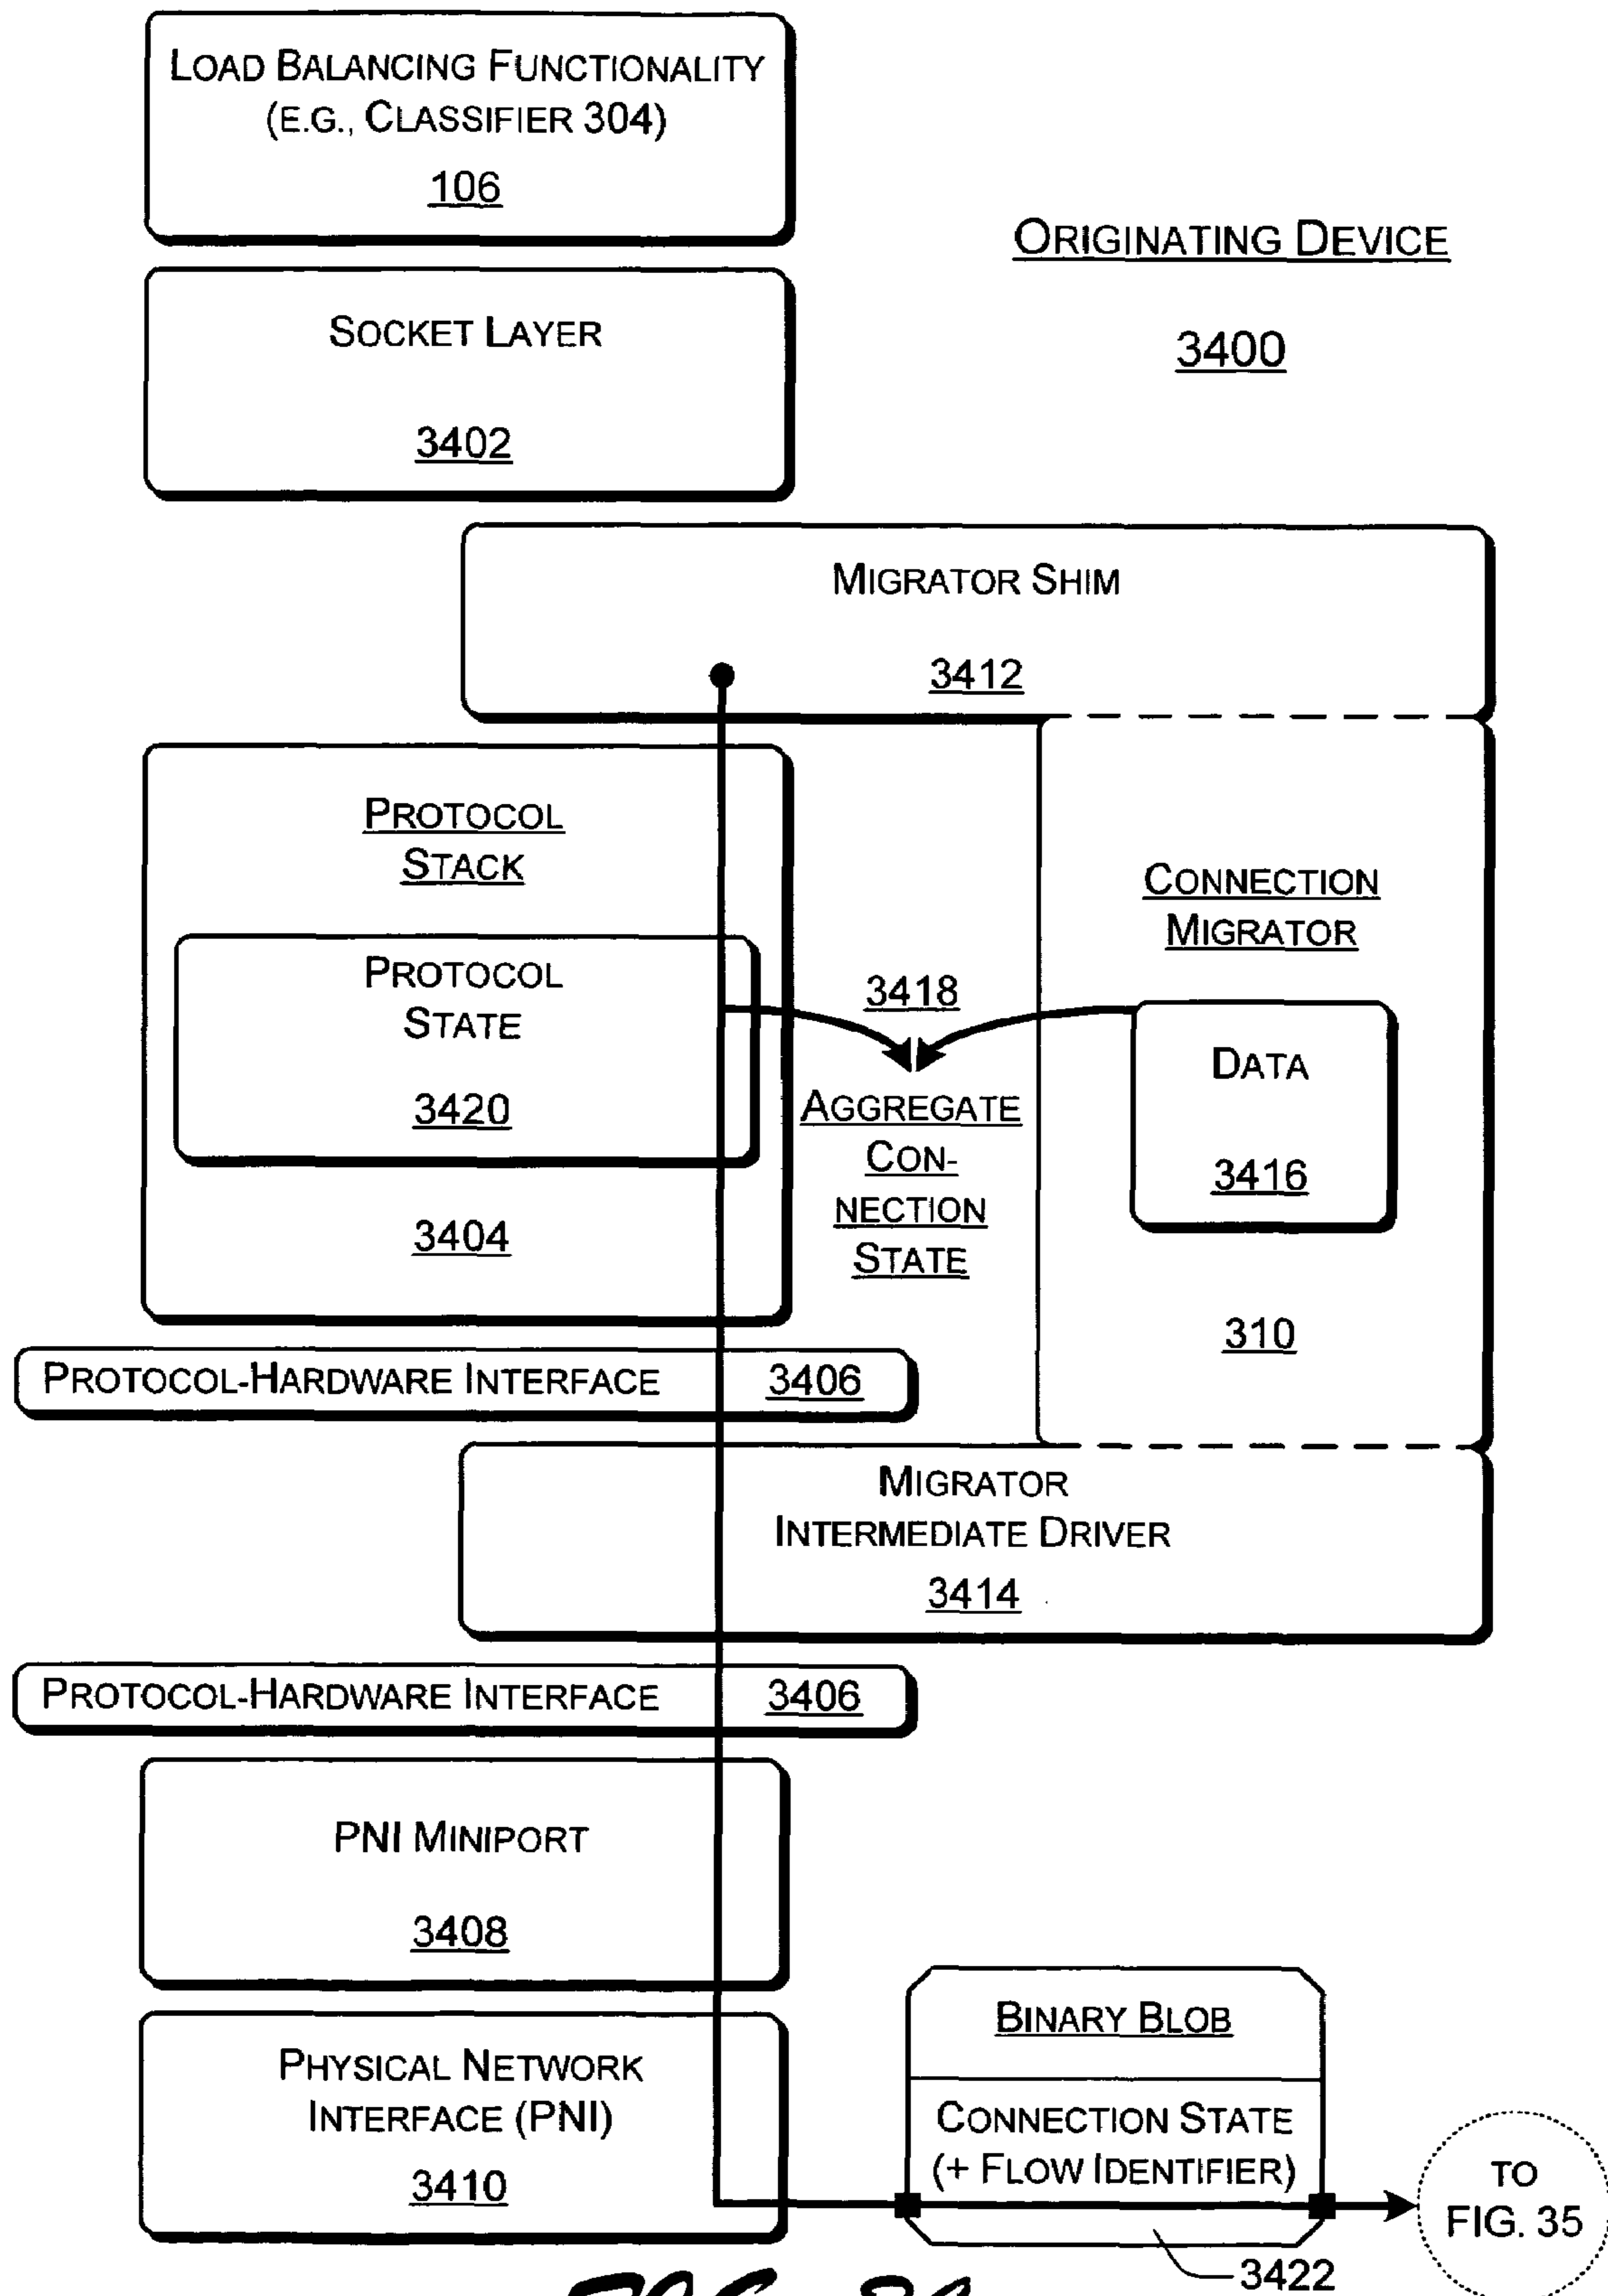 LOAD BALANCING FUNCTIONALITY
(E.G., CLASSIFIER 304)
106
ORIGINATING DEVICE
3400
SOCKET LAYER
3402
MIGRATOR SHIM
3412
PROTOCOL
STACK
PROTOCOL
STATE
3420
3404
3418
AGGREGATE
CON-
NECTION
STATE
CONNECTION
MIGRATOR
DATA
3416
310
PROTOCOL-HARDWARE INTERFACE 3406
MIGRATOR
INTERMEDIATE DRIVER
3414
PROTOCOL-HARDWARE INTERFACE 3406
PNI MINIPORT
3408
PHYSICAL NETWORK
INTERFACE (PNI)
3410
BINARY BLOB
CONNECTION STATE
(+ FLOW IDENTIFIER)
3422
TO
FIG. 35